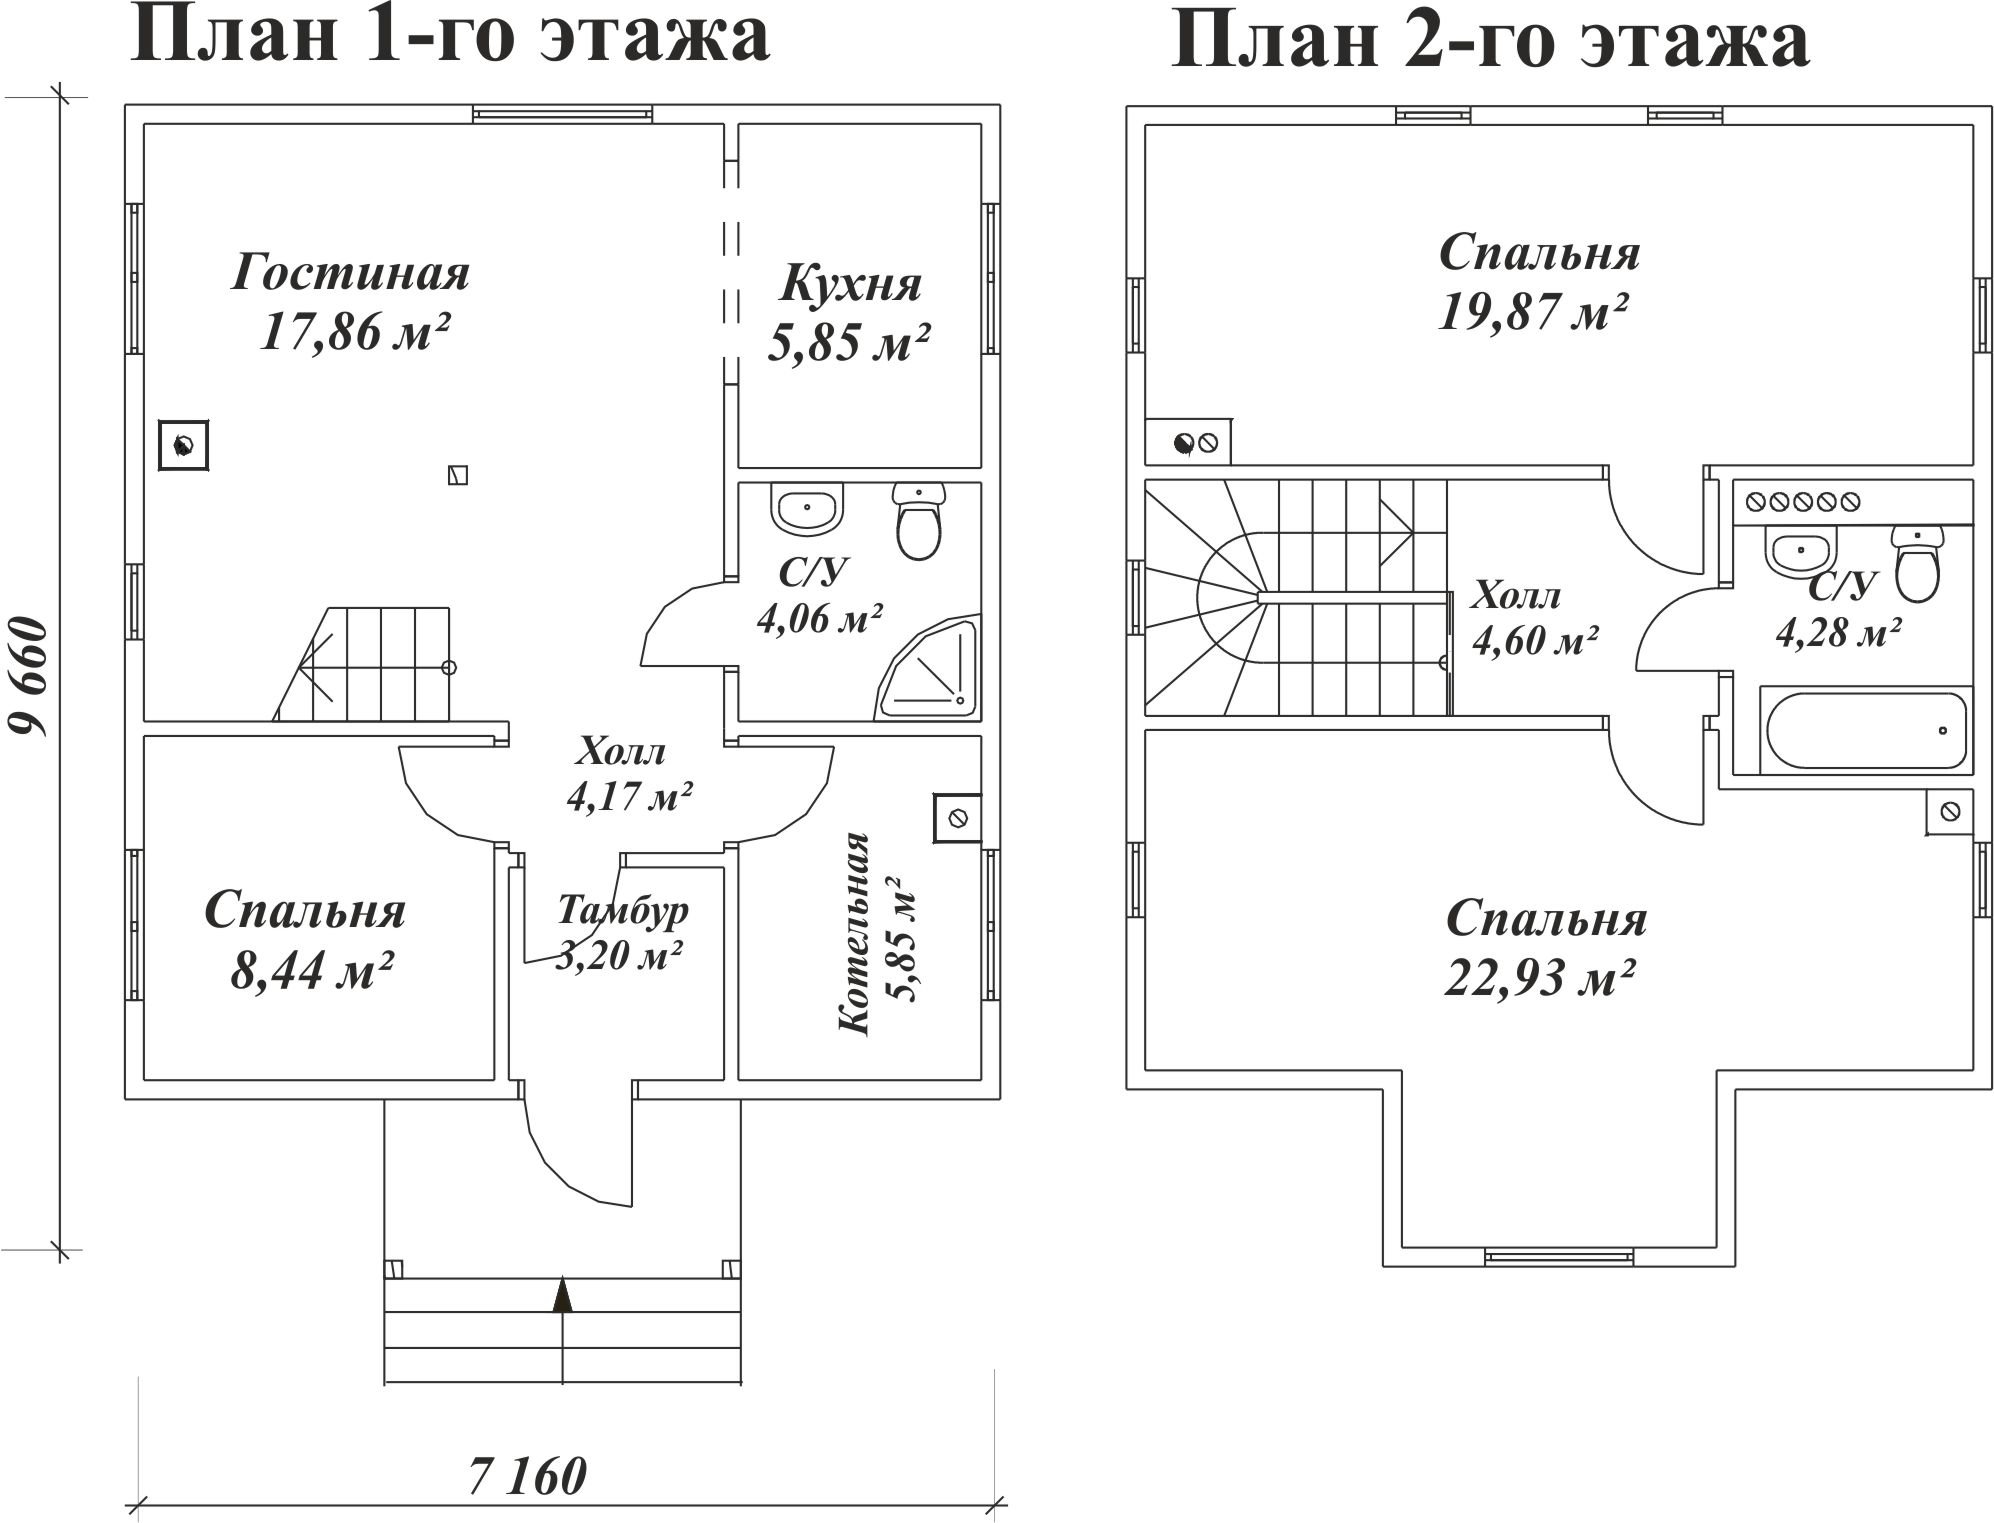 План 1-го этажа
Гостиная
17,86 м²
Кухня
5,85 м²
С/У
4,06 м²
Холл
4,17 м²
Спальня
8,44 м²
Тамбур
3,20 м²
Котельная
5,85 м²
9 660
7 160
План 2-го этажа
Спальня
19,87 м²
Холл
4,60 м²
С/У
4,28 м²
Спальня
22,93 м²